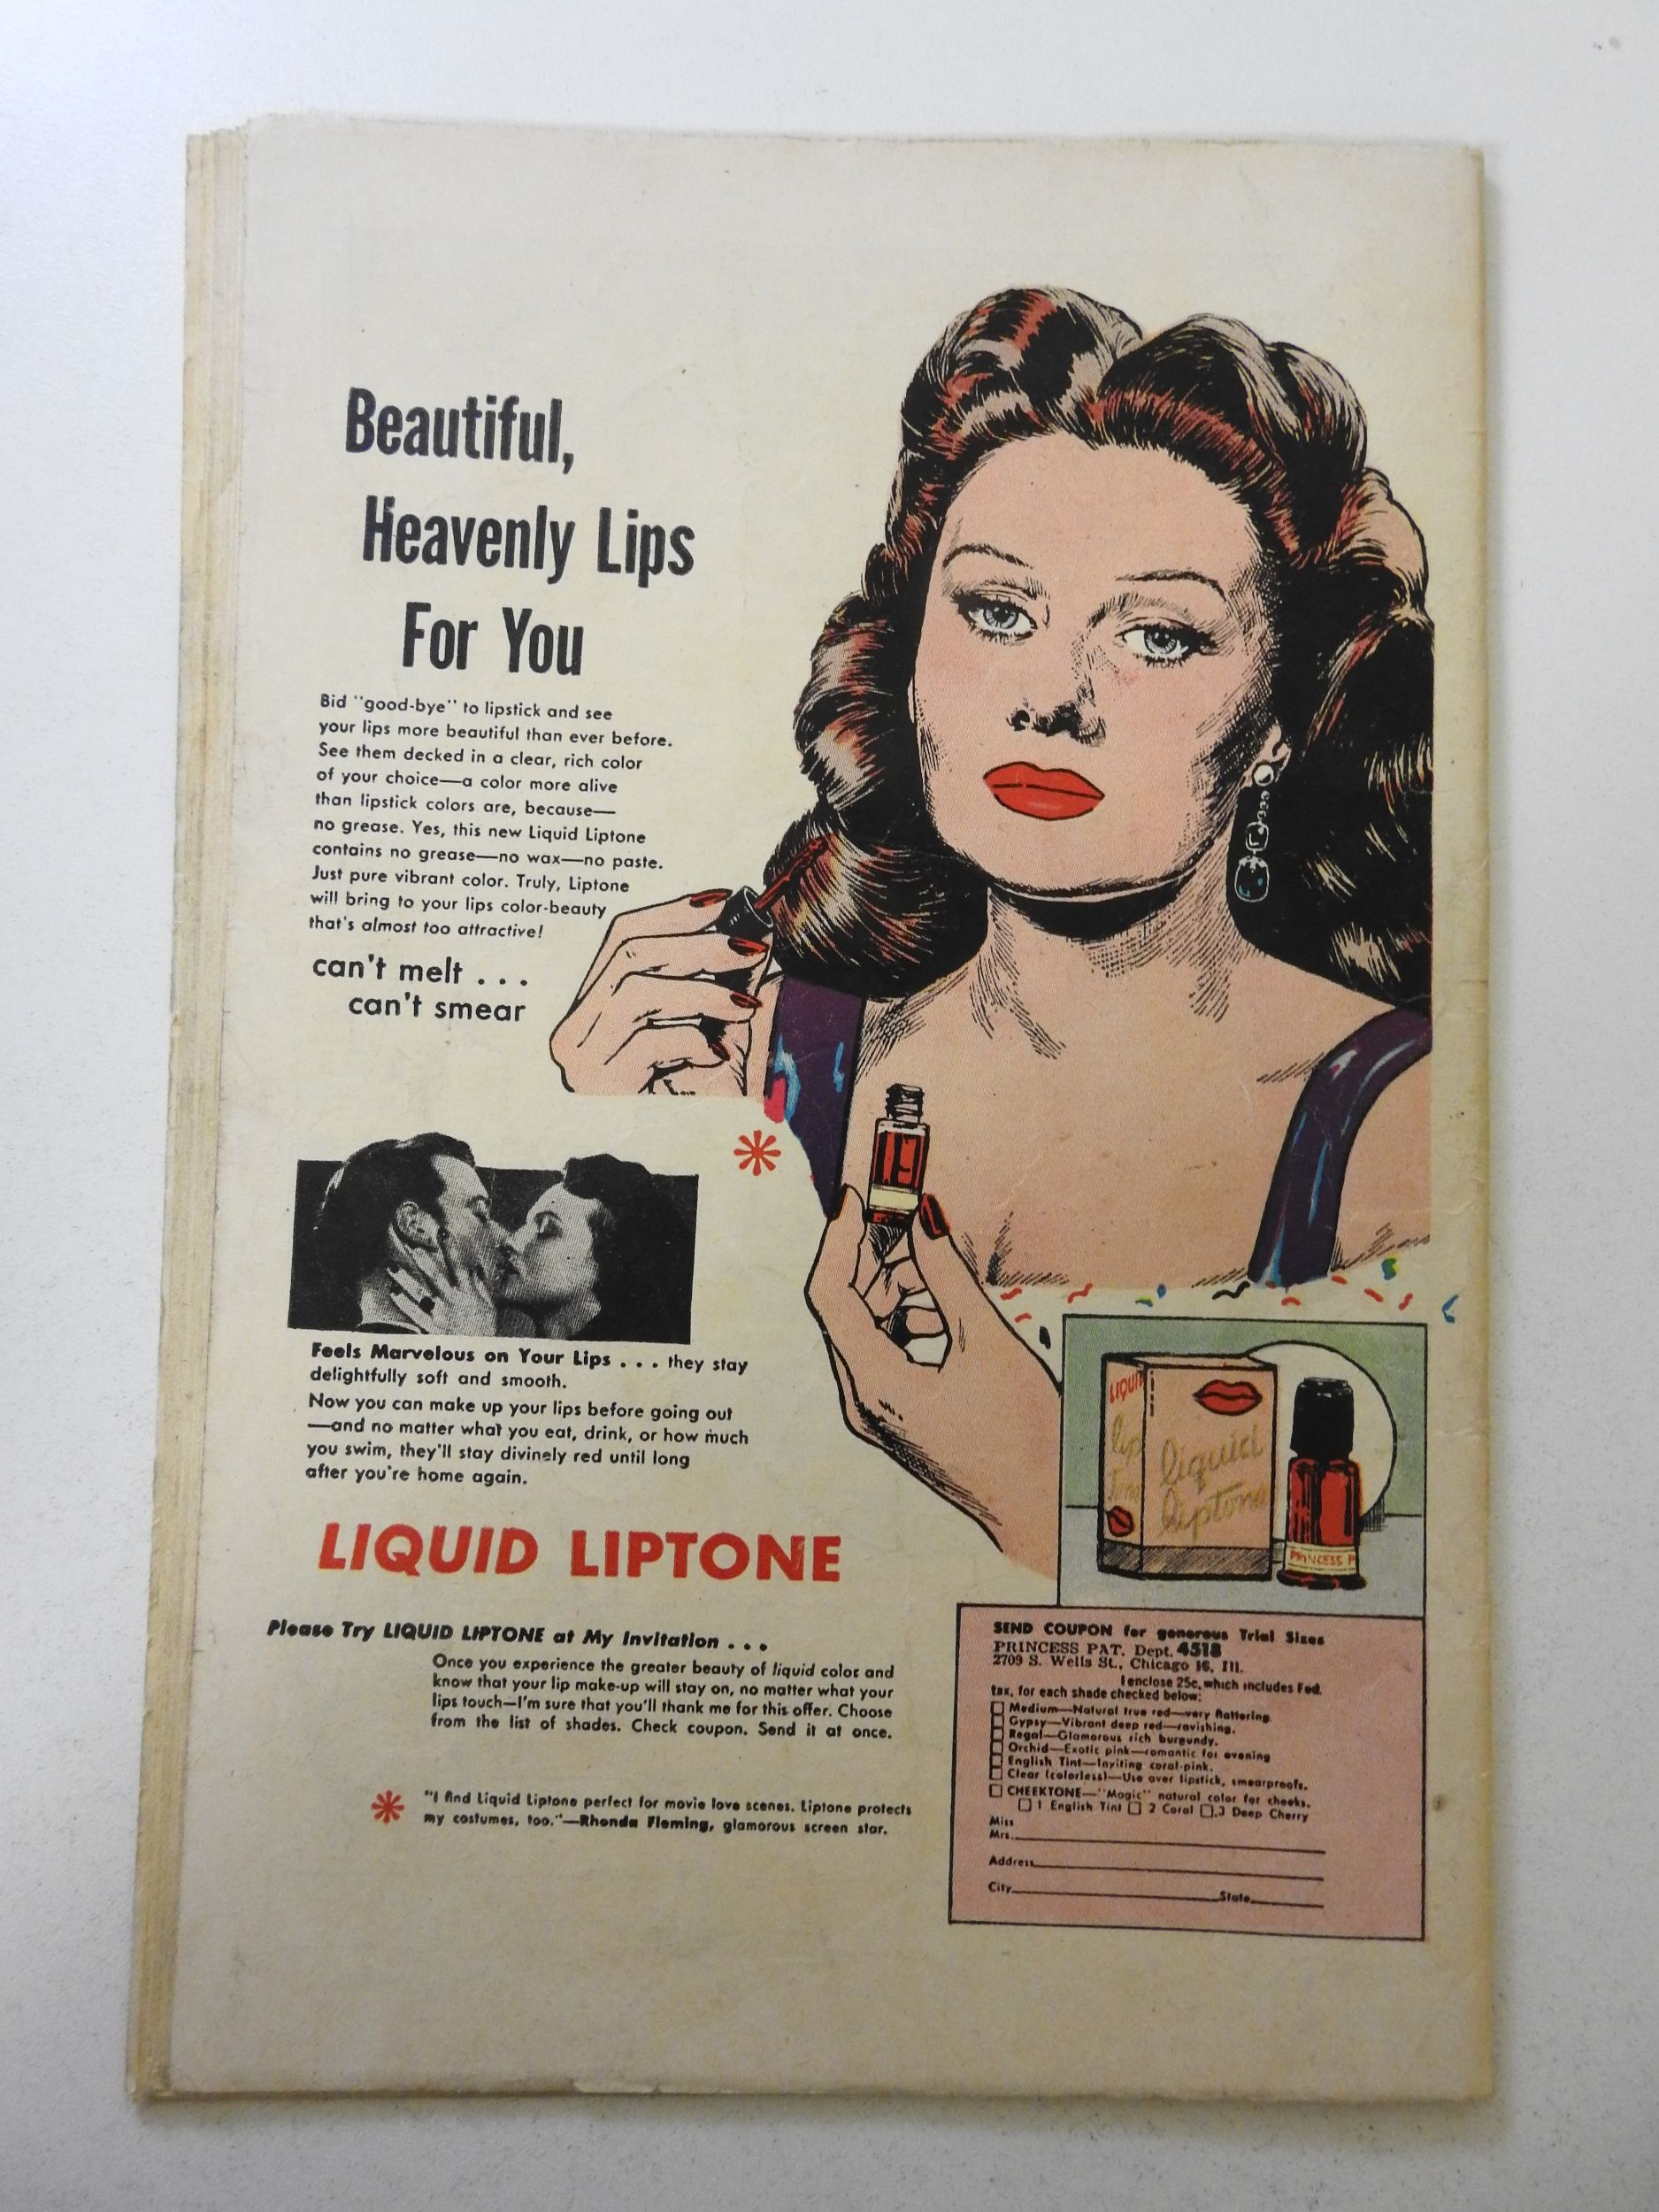 Beautiful,
Heavenly Lips
For You
Bid "good-bye" to lipstick and see
your lips more beautiful than ever before.
See them decked in a clear, rich color
of your choice—a color more alive
than lipstick colors are, because—
no grease. Yes, this new Liquid Liptone
contains no grease—no wax—no paste.
Just pure vibrant color. Truly, Liptone
will bring to your lips color-beauty
that's almost too attractive!
can't melt . . .
can't smear
Feels Marvelous on Your Lips . . . they stay
delightfully soft and smooth.
Now you can make up your lips before going out
—and no matter what you eat, drink, or how much
you swim, they'll stay divinely red until long
after you're home again.
LIQUID LIPTONE
Please Try LIQUID LIPTONE at My Invitation . . .
Once you experience the greater beauty of liquid color and
know that your lip make-up will stay on, no matter what your
lips touch—I'm sure that you'll thank me for this offer. Choose
from the list of shades. Check coupon. Send it at once.
"I find Liquid Liptone perfect for movie love scenes. Liptone protects
my costumes, too."—Rhonda Fleming, glamorous screen star.
LIQUID
lip
tone
liquid
liptone
PRINCESS P
SEND COUPON for generous Trial Sizes
PRINCESS PAT. Dept. 4518
2709 S. Wells St., Chicago 16, Ill.
I enclose 25c, which includes Fed.
tax, for each shade checked below:
☐ Medium—Natural true red—very flattering
☐ Gypsy—Vibrant deep red—ravishing.
☐ Regal—Glamorous rich burgundy.
☐ Orchid—Exotic pink—romantic for evening
☐ English Tint—Inviting coral-pink.
☐ Clear (colorless)—Use over lipstick, smearproofs.
☐ CHEEKTONE—"Magic" natural color for cheeks.
☐ 1 English Tint ☐ 2 Coral ☐.3 Deep Cherry
Miss
Mrs.
Address
City State